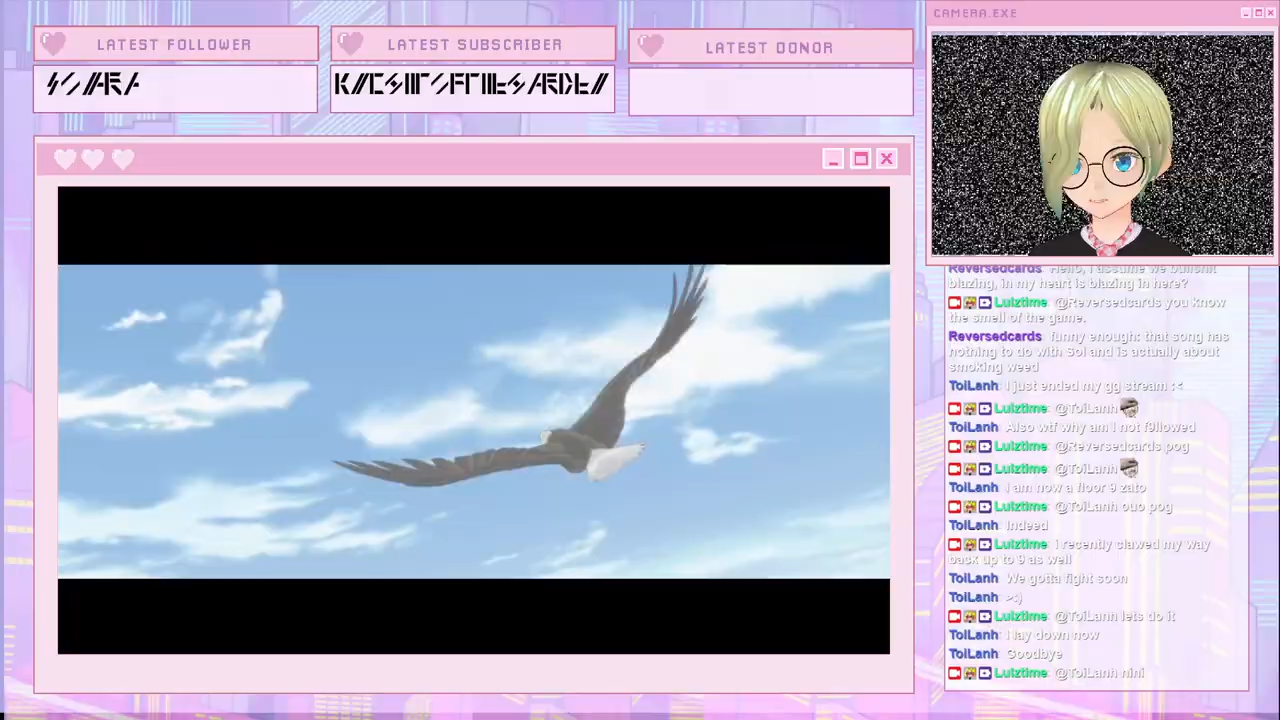 CAMERA.EXE
LATEST FOLLOWER
LATEST SUBSCRIBER
LATEST DONOR
Reversedcards Hello, I assume we bullshit
blazing, in my heart is blazing in here?
Luiztime @Reversedcards you know
the smell of the game.
Reversedcards funny enough: that song has
nothing to do with Sol and is actually about
smoking weed
ToiLanh I just ended my gg stream :<
Luiztime @ToiLanh
ToiLanh Also wtf why am I not f9llowed
Luiztime @Reversedcards pog
Luiztime @ToiLanh
ToiLanh I am now a floor 9 zato
Luiztime @ToiLanh ouo pog
ToiLanh Indeed
Luiztime i recently clawed my way
back up to 9 as well
ToiLanh We gotta fight soon
ToiLanh >:)
Luiztime @ToiLanh lets do it
ToiLanh I lay down now
ToiLanh Goodbye
Luiztime @ToiLanh nini